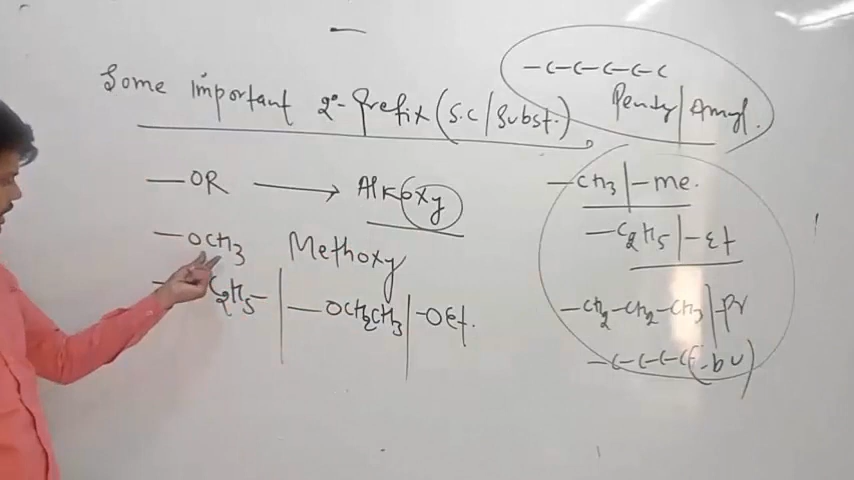 Some important 2°-Prefix (S.C/Subst.)
-C-C-C-C-C
Penty/Amyl.
-OR → Alkoxy
-OCH3 Methoxy
C2H5- | -OCH2CH3 | -OEt.
-CH3 | -me.
-C2H5 | -Et
-CH2-CH2-CH3 | -Pr
-C-C-C-C (-bu)